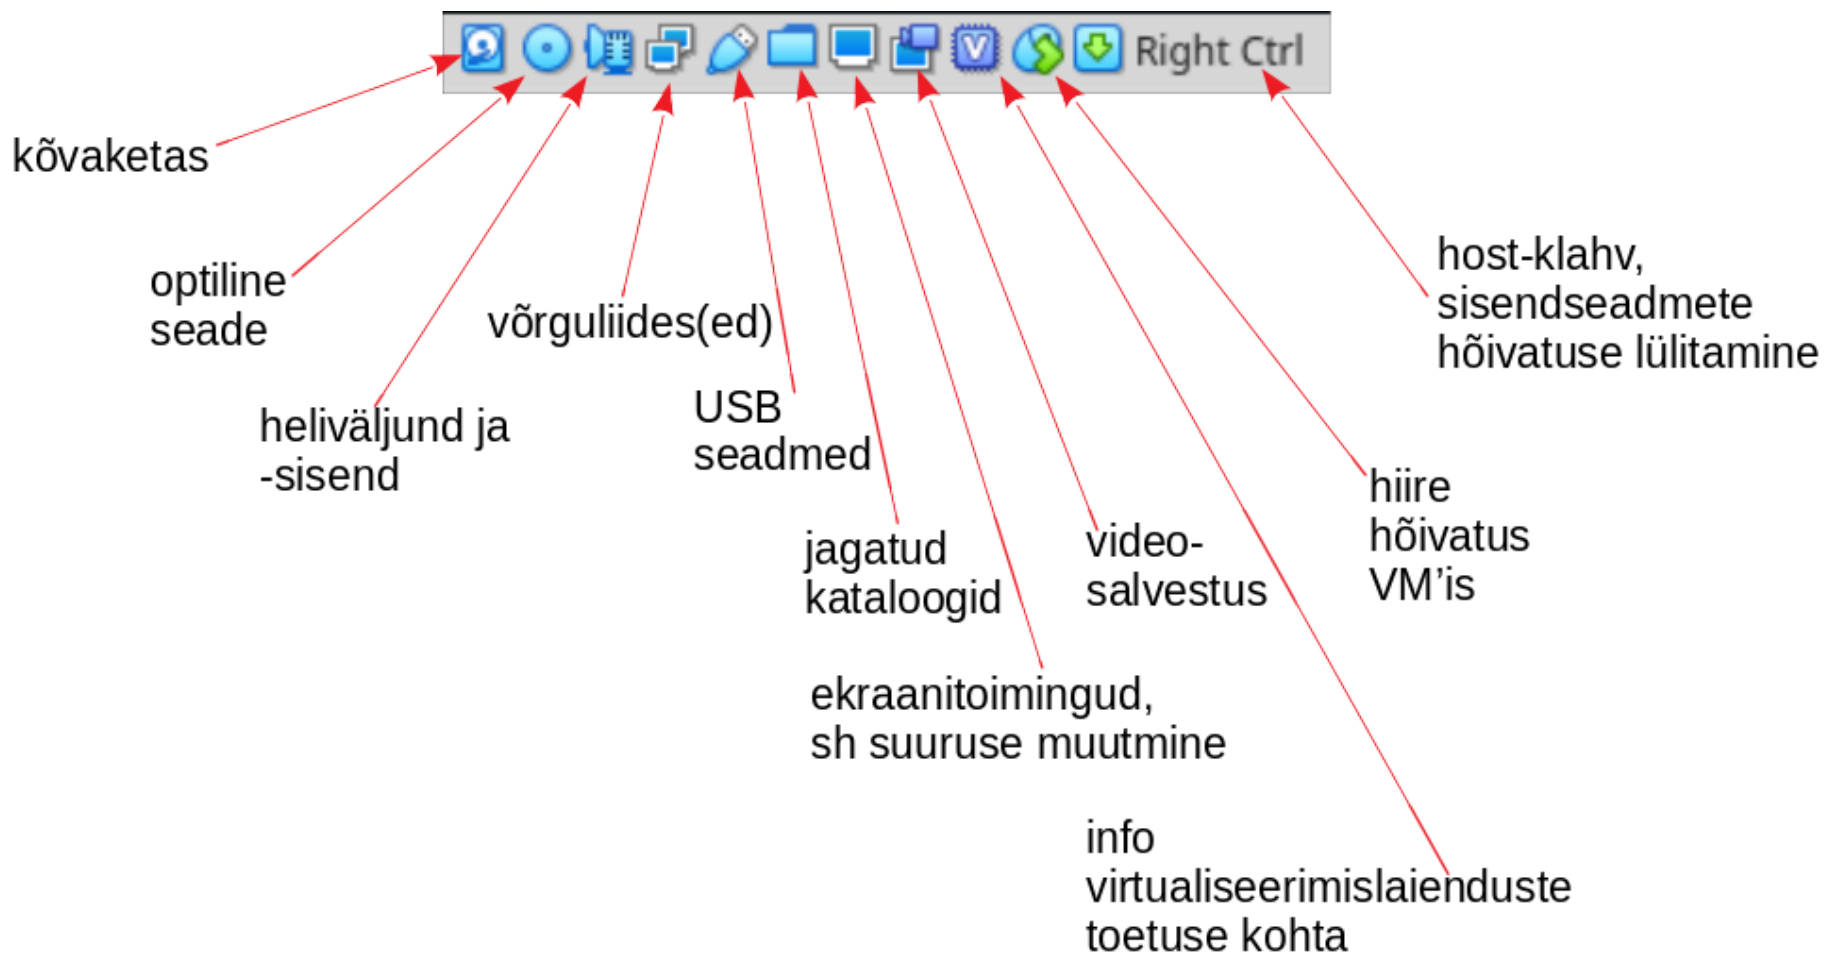 Right Ctrl
kõvaketas
optiline
seade
heliväljund ja
-sisend
võrguliides(ed)
USB
seadmed
jagatud
kataloogid
ekraanitoimingud,
sh suuruse muutmine
video-
salvestus
info
virtualiseerimislaienduste
toetuse kohta
hiire
hõivatus
VM’is
host-klahv,
sisendseadmete
hõivatuse lülitamine